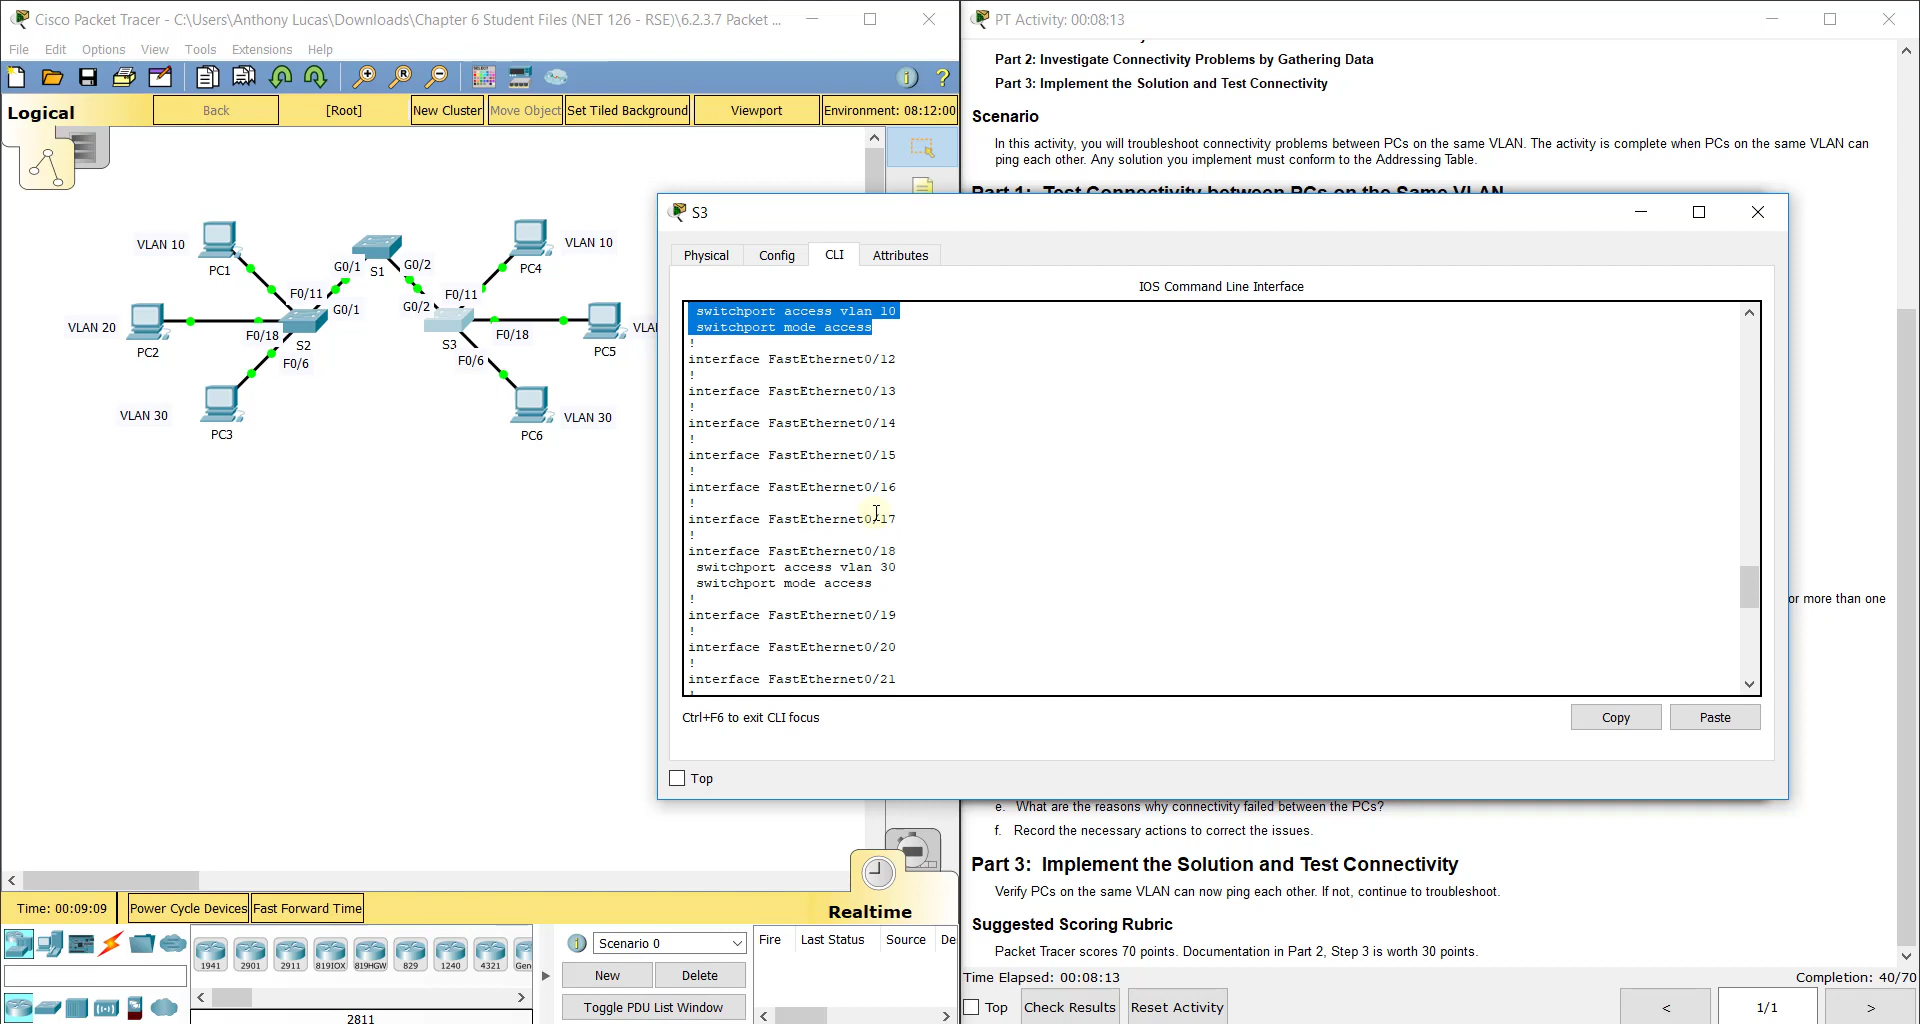 Cisco Packet Tracer - C:\Users\Anthony Lucas\Downloads\Chapter 6 Student Files (NET 126 - RSE)\6.2.3.7 Packet ...
File Edit Options View Tools Extensions Help
Logical
Back
[Root]
New Cluster
Move Object
Set Tiled Background
Viewport
Environment: 08:12:00
VLAN 10
PC1
VLAN 20
PC2
VLAN 30
PC3
F0/11
G0/1
S1
G0/2
G0/1
F0/18
S2
F0/6
F0/11
G0/2
S3
F0/18
F0/6
PC4
VLAN 10
PC5
PC6
VLAN 30
PT Activity: 00:08:13
Part 2: Investigate Connectivity Problems by Gathering Data
Part 3: Implement the Solution and Test Connectivity
Scenario
In this activity, you will troubleshoot connectivity problems between PCs on the same VLAN. The activity is complete when PCs on the same VLAN can
ping each other. Any solution you implement must conform to the Addressing Table.
Part 1: Test Connectivity between PCs on the Same VLAN
S3
Physical
Config
CLI
Attributes
IOS Command Line Interface
switchport access vlan 10
switchport mode access
!
interface FastEthernet0/12
!
interface FastEthernet0/13
!
interface FastEthernet0/14
!
interface FastEthernet0/15
!
interface FastEthernet0/16
!
interface FastEthernet0/17
!
interface FastEthernet0/18
switchport access vlan 30
switchport mode access
!
interface FastEthernet0/19
!
interface FastEthernet0/20
!
interface FastEthernet0/21
Ctrl+F6 to exit CLI focus
Copy
Paste
Top
or more than one
e. What are the reasons why connectivity failed between the PCs?
f. Record the necessary actions to correct the issues.
Part 3: Implement the Solution and Test Connectivity
Verify PCs on the same VLAN can now ping each other. If not, continue to troubleshoot.
Suggested Scoring Rubric
Packet Tracer scores 70 points. Documentation in Part 2, Step 3 is worth 30 points.
Time Elapsed: 00:08:13
Completion: 40/70
Top
Check Results
Reset Activity
<
1/1
>
Time: 00:09:09
Power Cycle Devices
Fast Forward Time
Realtime
1941
2901
2911
819IOX
819HGW
829
1240
4321
2811
Scenario 0
New
Delete
Toggle PDU List Window
Fire
Last Status
Source